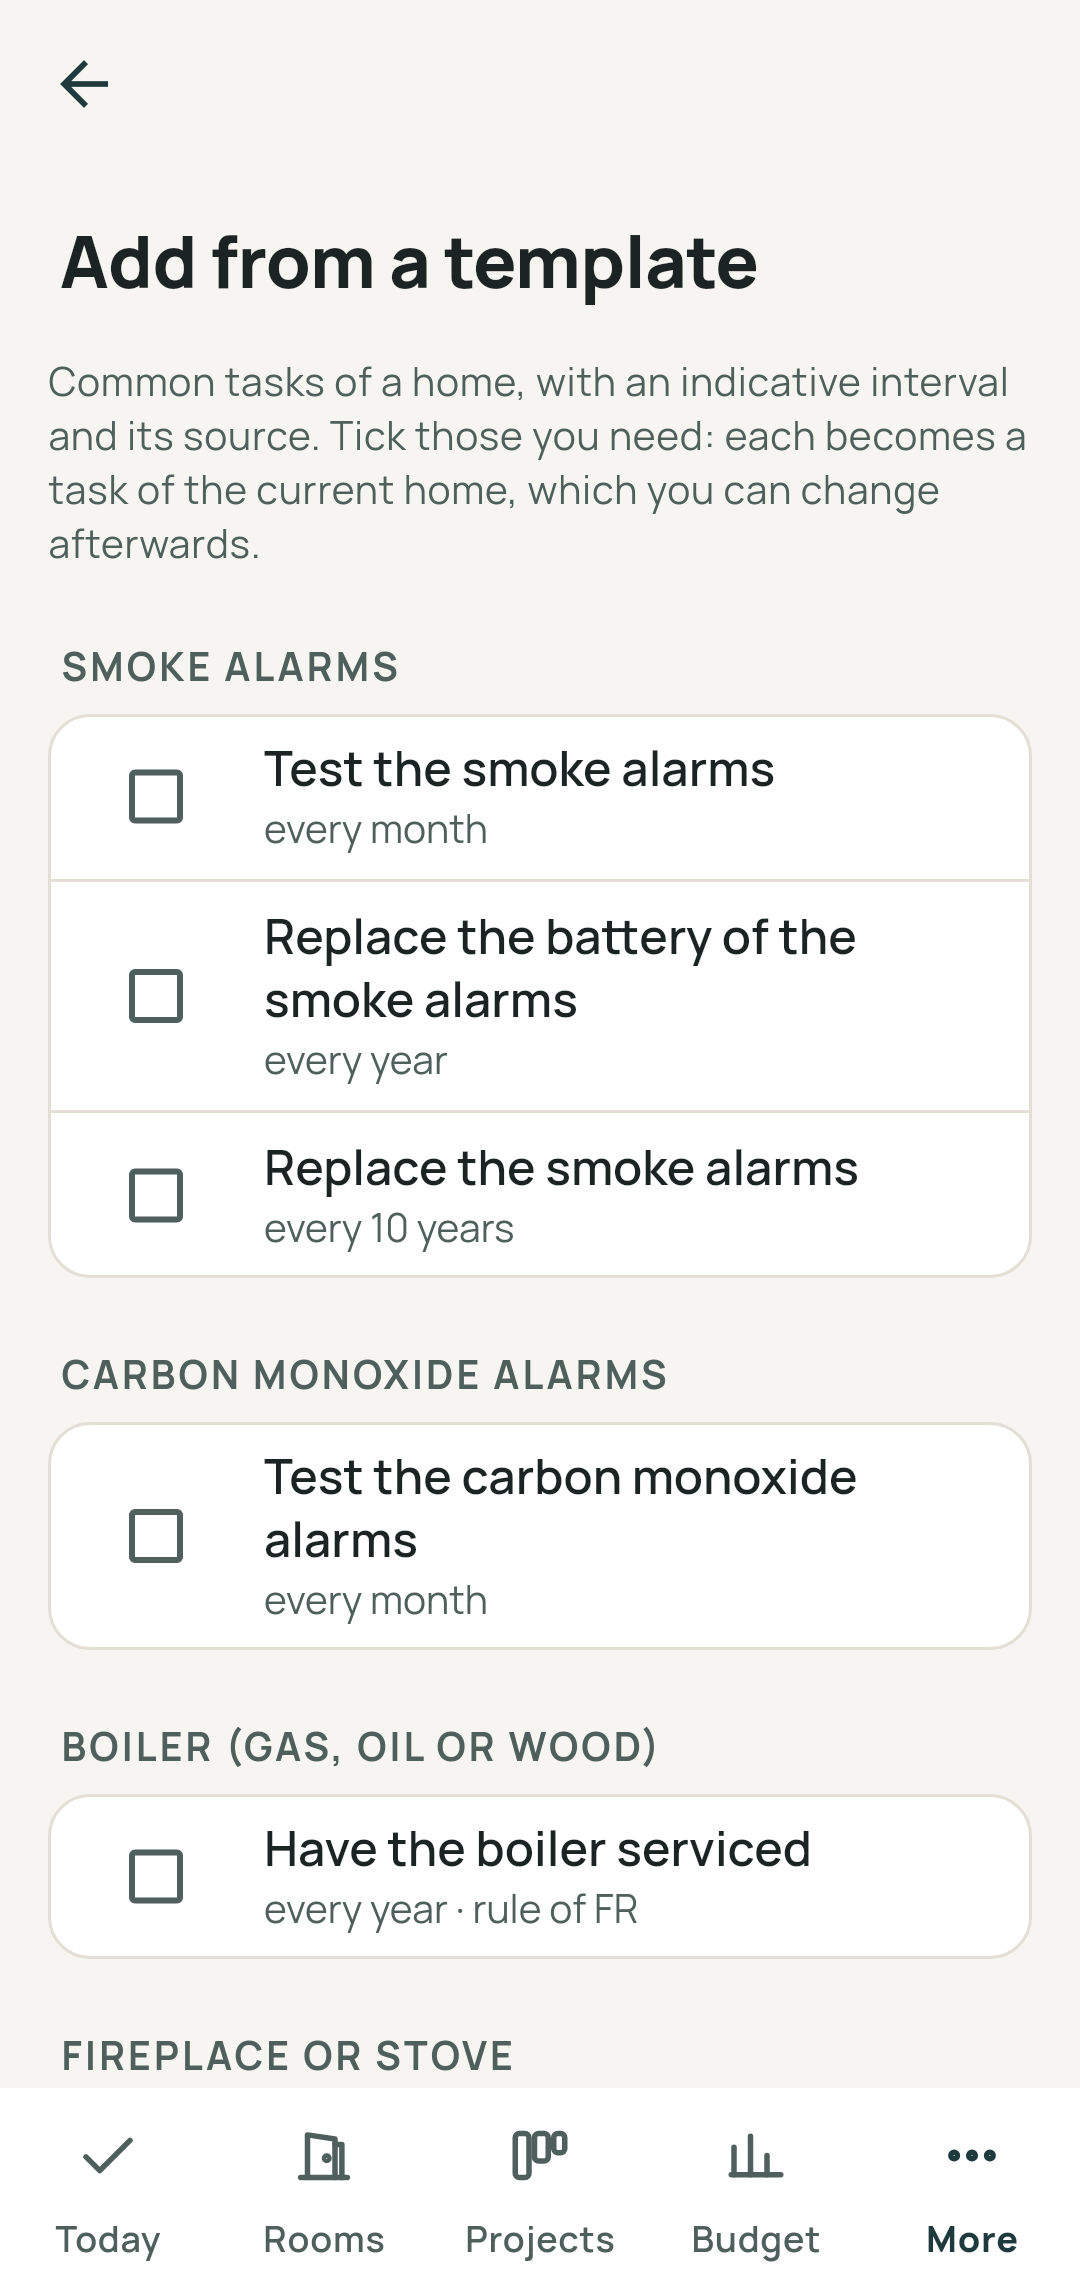 Add from a template
Common tasks of a home, with an indicative interval
and its source. Tick those you need: each becomes a
task of the current home, which you can change
afterwards.
SMOKE ALARMS
Test the smoke alarms
every month
Replace the battery of the
smoke alarms
every year
Replace the smoke alarms
every 10 years
CARBON MONOXIDE ALARMS
Test the carbon monoxide
alarms
every month
BOILER (GAS, OIL OR WOOD)
Have the boiler serviced
every year · rule of FR
FIREPLACE OR STOVE
Today
Rooms
Projects
Budget
More